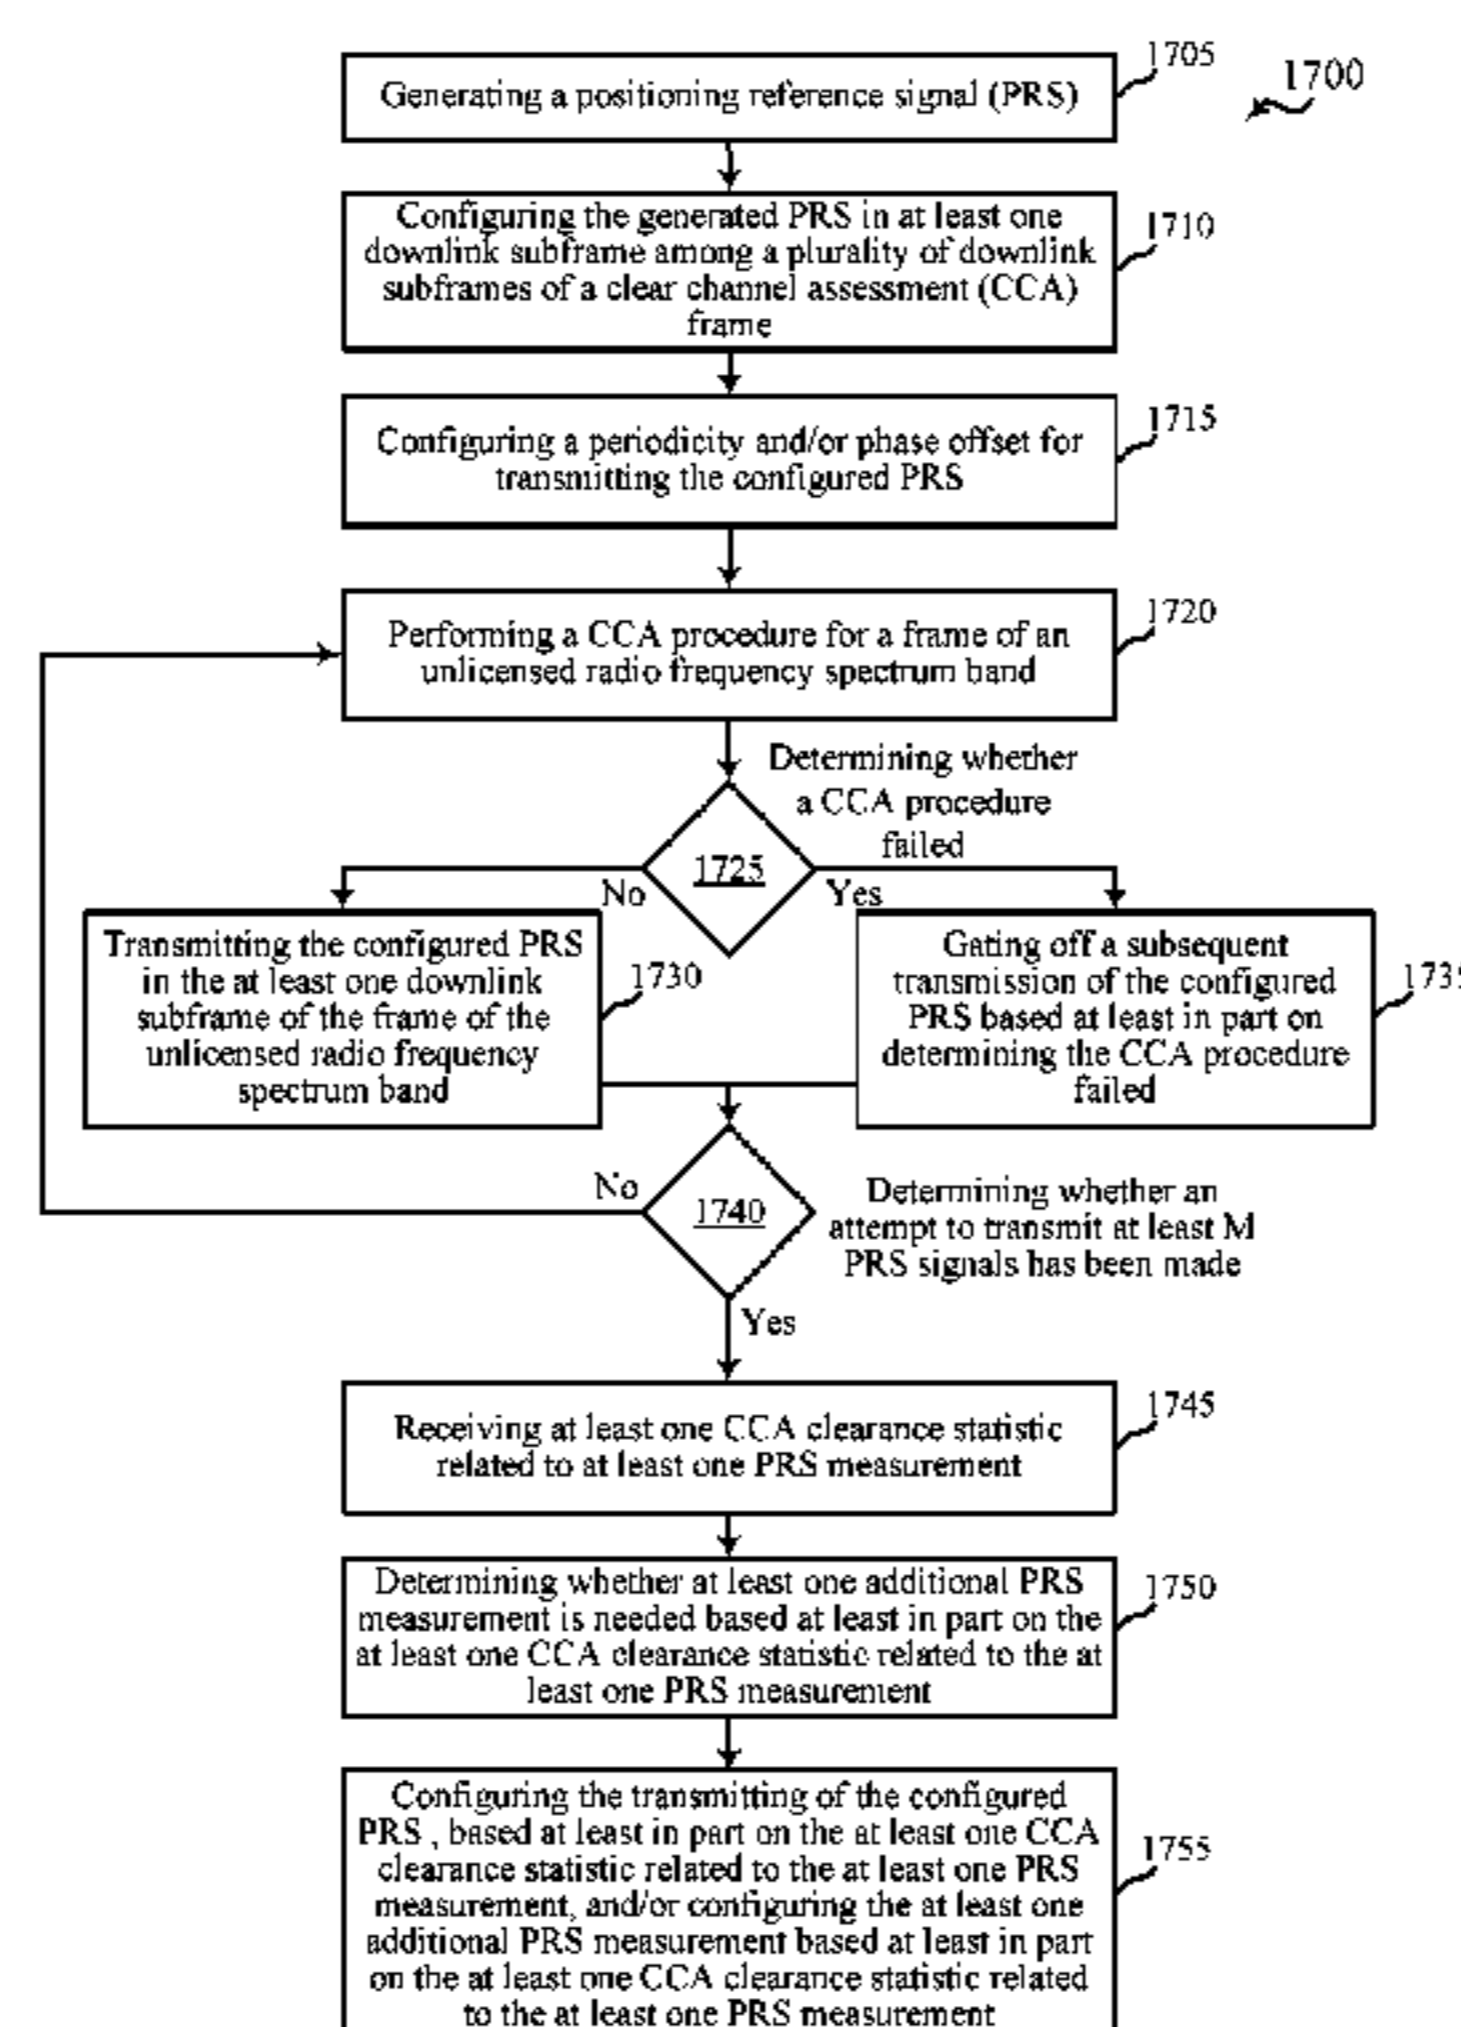 1705
1700
Generating a positioning reference signal (PRS)
1710
Configuring the generated PRS in at least one
downlink subframe among a plurality of downlink
subframes of a clear channel assessment (CCA)
frame
1715
Configuring a periodicity and/or phase offset for
transmitting the configured PRS
1720
Performing a CCA procedure for a frame of an
unlicensed radio frequency spectrum band
Determining whether
a CCA procedure
failed
1725
No
Yes
Transmitting the configured PRS
in the at least one downlink
subframe of the frame of the
unlicensed radio frequency
spectrum band
1730
Gating off a subsequent
transmission of the configured
PRS based at least in part on
determining the CCA procedure
failed
1735
No
1740
Determining whether an
attempt to transmit at least M
PRS signals has been made
Yes
1745
Receiving at least one CCA clearance statistic
related to at least one PRS measurement
1750
Determining whether at least one additional PRS
measurement is needed based at least in part on the
at least one CCA clearance statistic related to the at
least one PRS measurement
1755
Configuring the transmitting of the configured
PRS , based at least in part on the at least one CCA
clearance statistic related to the at least one PRS
measurement, and/or configuring the at least one
additional PRS measurement based at least in part
on the at least one CCA clearance statistic related
to the at least one PRS measurement